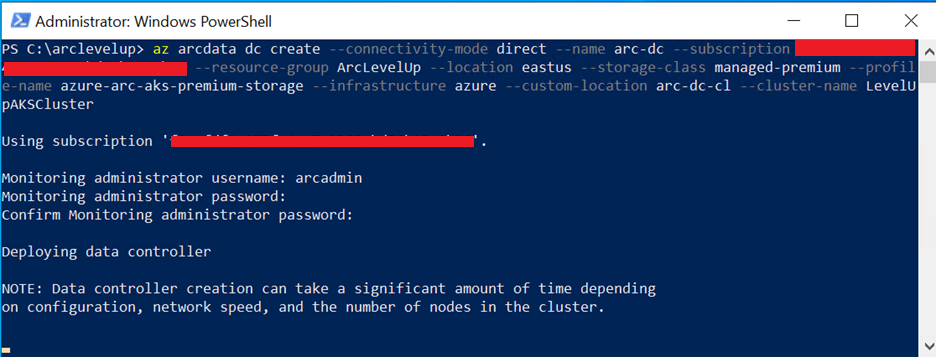 Administrator: Windows PowerShell
PS C:\arclevelup> az arcdata dc create --connectivity-mode direct --name arc-dc --subscription
--resource-group ArcLevelUp --location eastus --storage-class managed-premium --profil
e-name azure-arc-aks-premium-storage --infrastructure azure --custom-location arc-dc-cl --cluster-name LevelU
pAKSCluster
Using subscription ' '.
Monitoring administrator username: arcadmin
Monitoring administrator password:
Confirm Monitoring administrator password:
Deploying data controller
NOTE: Data controller creation can take a significant amount of time depending
on configuration, network speed, and the number of nodes in the cluster.